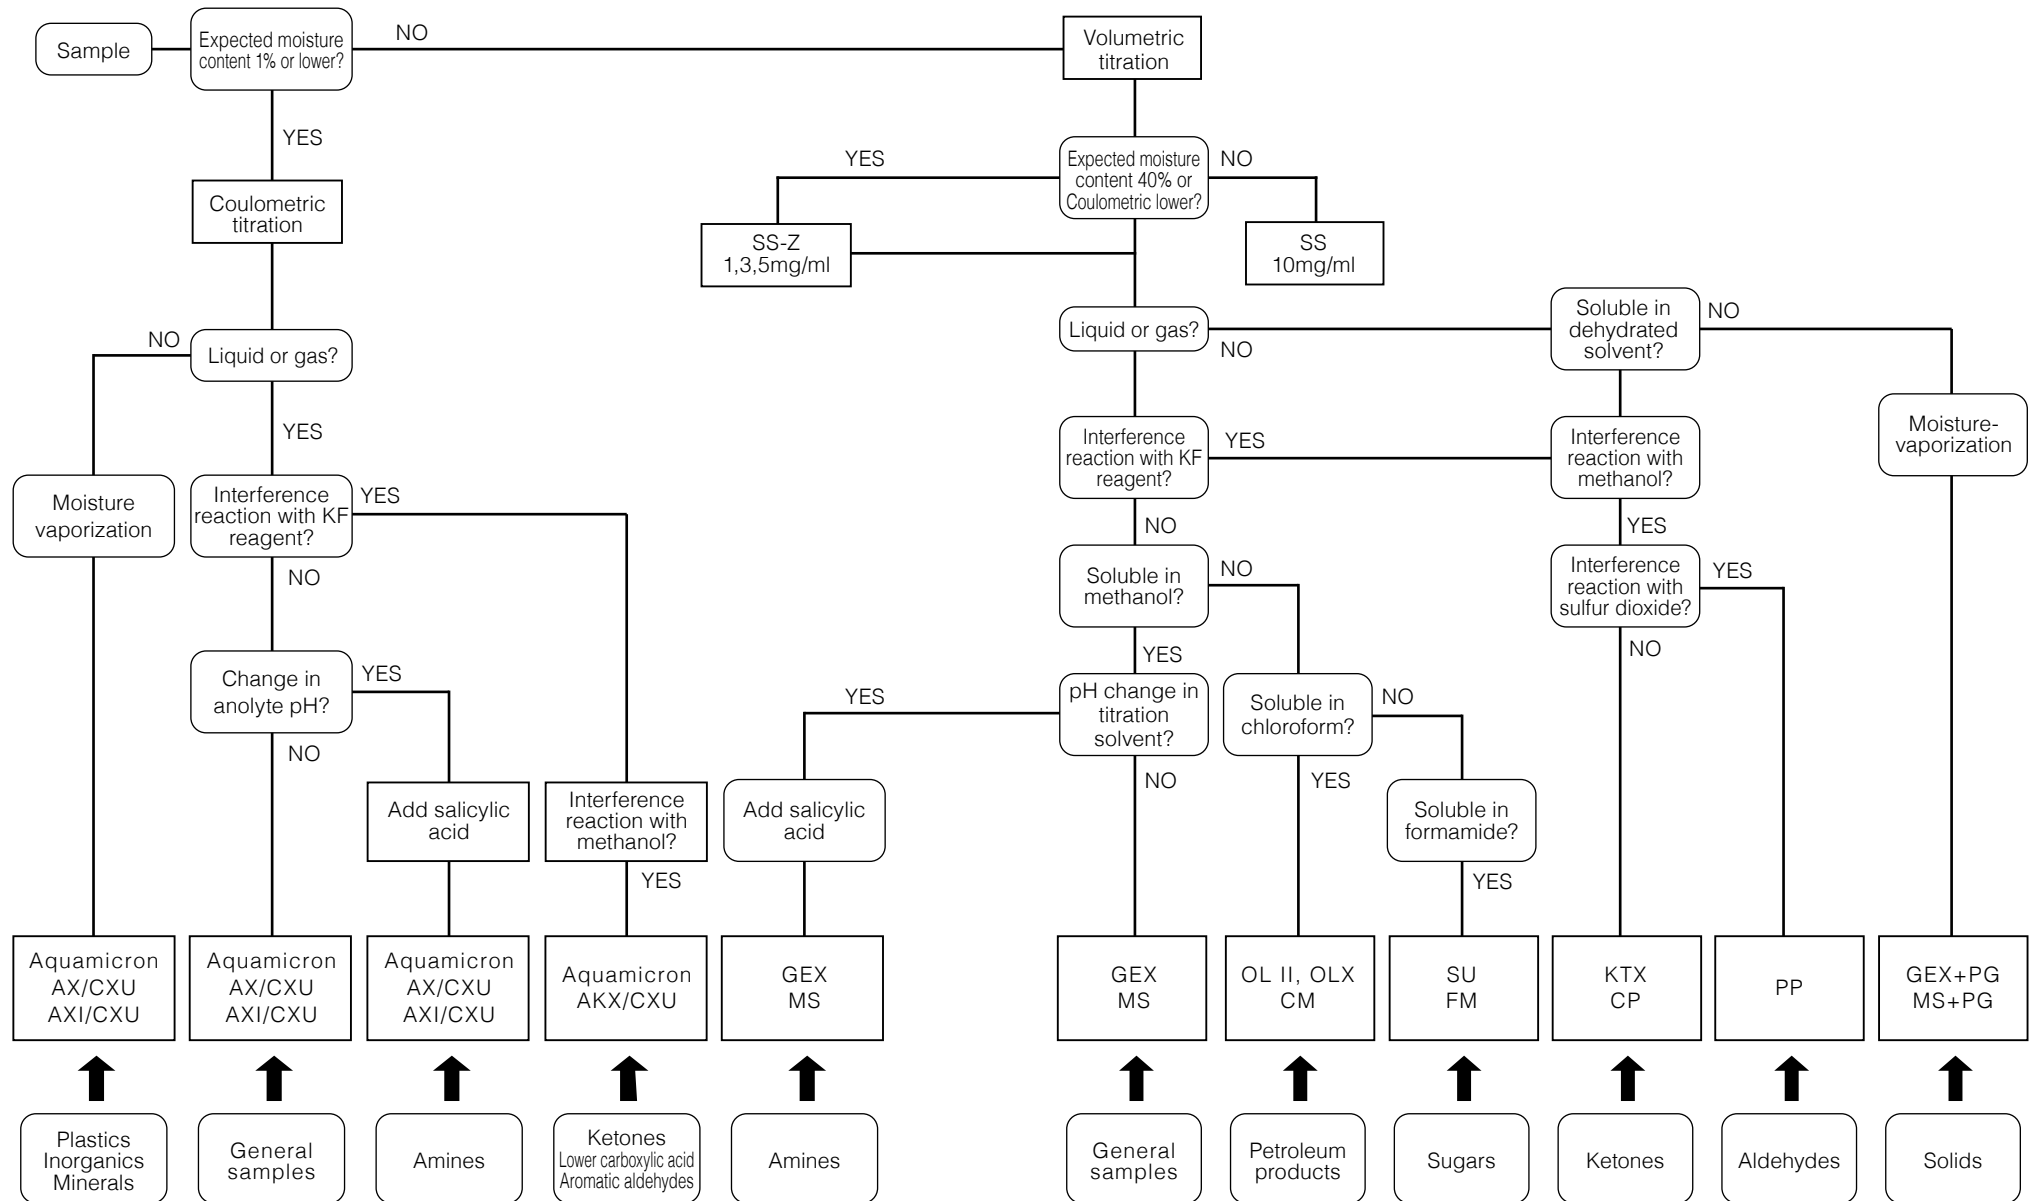 Sample
Expected moisture
content 1% or lower?
NO
Volumetric
titration
YES
Coulometric
titration
YES
Expected moisture
content 40% or
Coulometric lower?
NO
SS-Z
1,3,5mg/ml
SS
10mg/ml
NO
Liquid or gas?
YES
Liquid or gas?
NO
Soluble in
dehydrated
solvent?
NO
Moisture
vaporization
Interference
reaction with KF
reagent?
YES
NO
Interference
reaction with KF
reagent?
YES
Interference
reaction with
methanol?
Moisture-
vaporization
NO
YES
Soluble in
methanol?
NO
Interference
reaction with
sulfur dioxide?
YES
NO
Change in
anolyte pH?
YES
NO
YES
YES
pH change in
titration
solvent?
NO
Soluble in
chloroform?
NO
YES
Add salicylic
acid
Interference
reaction with
methanol?
YES
Add salicylic
acid
Soluble in
formamide?
YES
Aquamicron
AX/CXU
AXI/CXU
Aquamicron
AX/CXU
AXI/CXU
Aquamicron
AX/CXU
AXI/CXU
Aquamicron
AKX/CXU
GEX
MS
GEX
MS
OL II, OLX
CM
SU
FM
KTX
CP
PP
GEX+PG
MS+PG
Plastics
Inorganics
Minerals
General
samples
Amines
Ketones
Lower carboxylic acid
Aromatic aldehydes
Amines
General
samples
Petroleum
products
Sugars
Ketones
Aldehydes
Solids